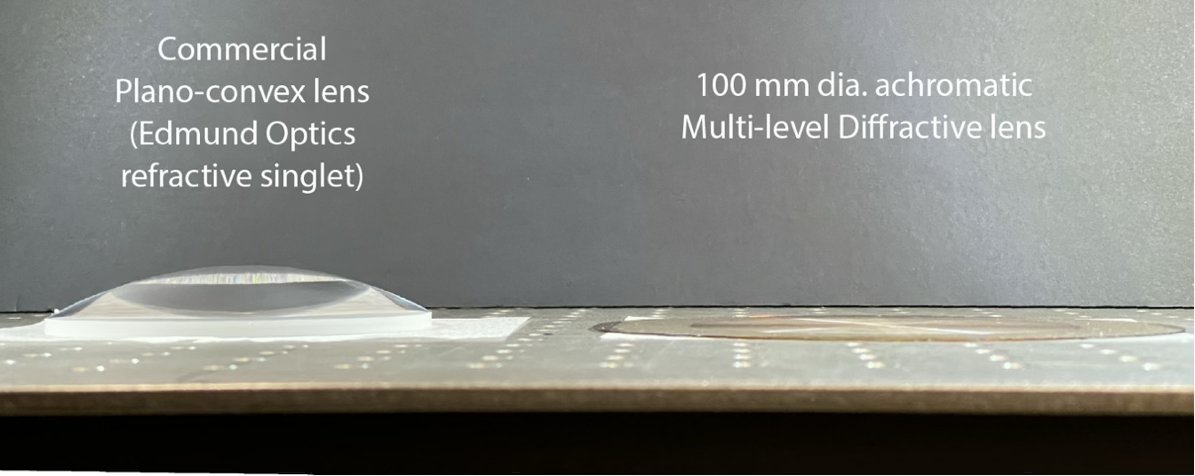 Commercial
Plano-convex lens
(Edmund Optics
refractive singlet)
100 mm dia. achromatic
Multi-level Diffractive lens